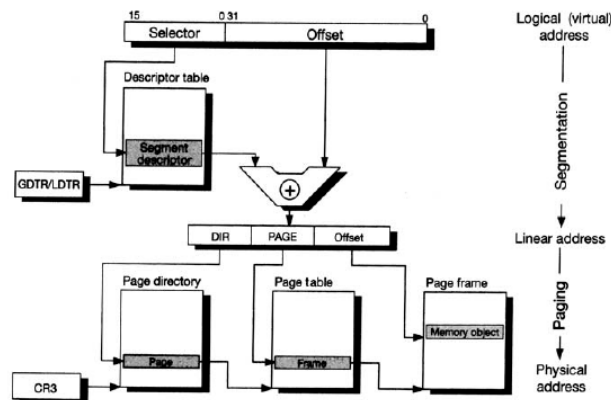 15 0 31 0
Selector Offset
Logical (virtual)
address
Descriptor table
Segment
descriptor
GDTR/LDTR
+
Segmentation
DIR PAGE Offset
Linear address
Page directory Page table Page frame
Memory object
Page Frame
CR3
Paging
Physical
address